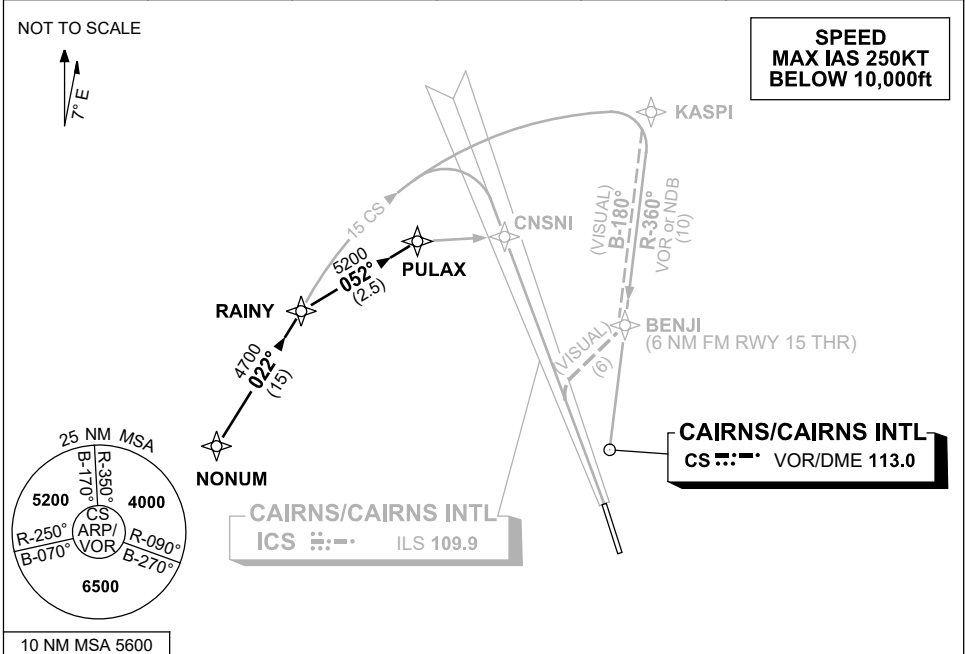 NOT TO SCALE
7° E
SPEED
MAX IAS 250KT
BELOW 10,000ft
KASPI
15 CS
(VISUAL)
B-180°
R-360°
VOR or NDB
(10)
CNSNI
5200
052°
(2.5)
PULAX
RAINY
BENJI
(6 NM FM RWY 15 THR)
(VISUAL)
(6)
4700
022°
(15)
NONUM
CAIRNS/CAIRNS INTL
CS VOR/DME 113.0
CAIRNS/CAIRNS INTL
ICS ILS 109.9
25 NM MSA
B-170°
R-350°
5200
4000
CS
ARP/
VOR
R-250°
B-070°
R-090°
B-270°
6500
10 NM MSA 5600